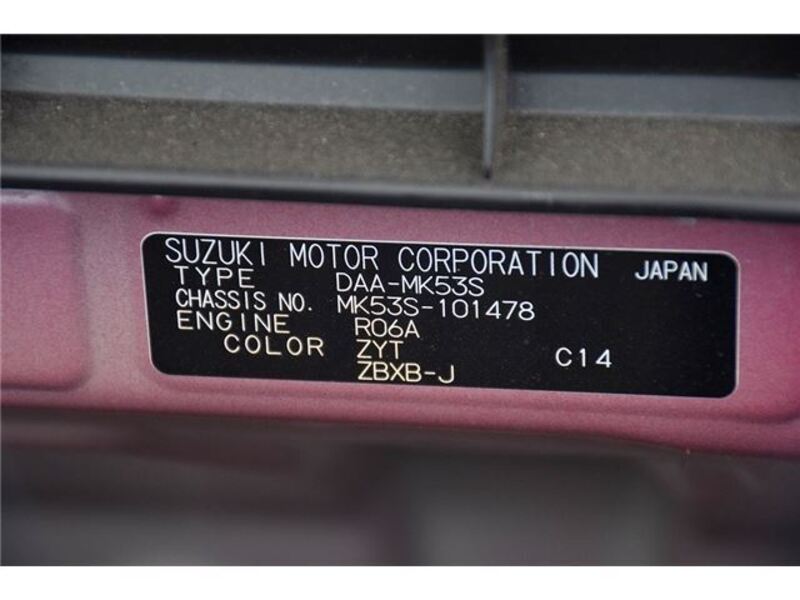 SUZUKI MOTOR CORPORATION JAPAN
TYPE DAA-MK53S
CHASSIS NO. MK53S-101478
ENGINE R06A
COLOR ZYT C14
ZBXB-J